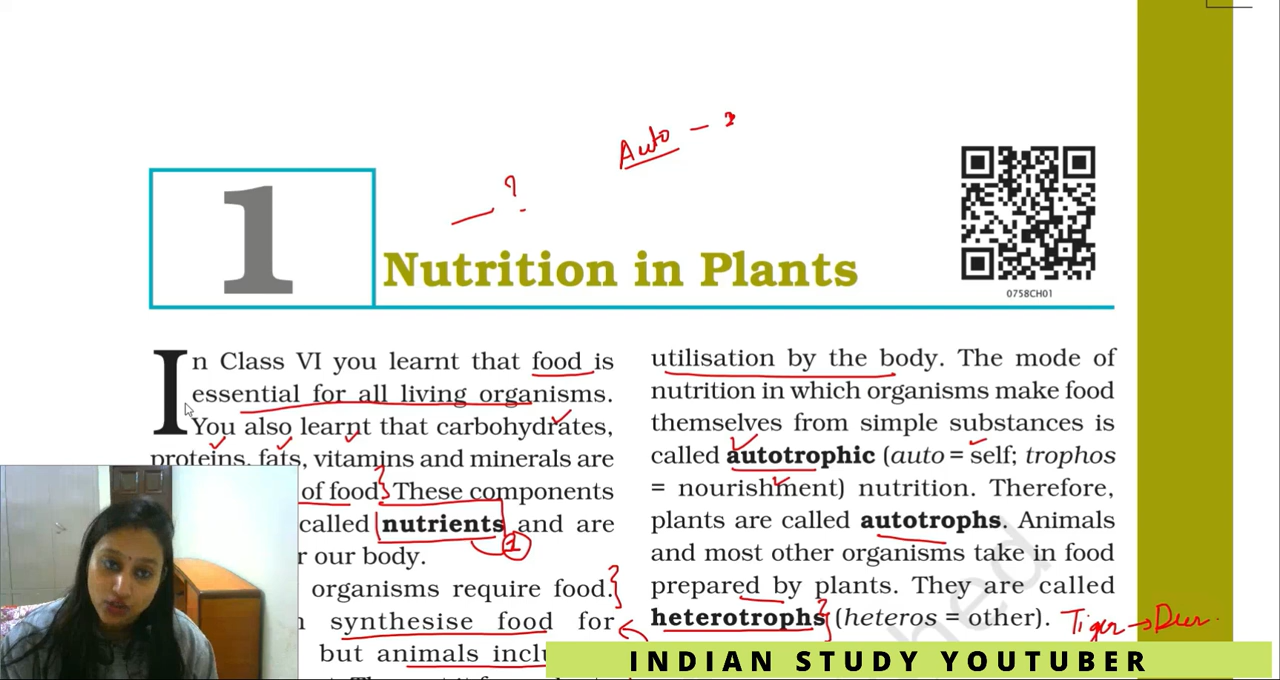 Auto –
– ?
1
Nutrition in Plants
0758CH01
In Class VI you learnt that food is
essential for all living organisms.
You also learnt that carbohydrates,
proteins, fats, vitamins and minerals are
of food. These components
called nutrients and are
1
r our body.
organisms require food.
synthesise food for
but animals inclu
utilisation by the body. The mode of
nutrition in which organisms make food
themselves from simple substances is
called autotrophic (auto = self; trophos
= nourishment) nutrition. Therefore,
plants are called autotrophs. Animals
and most other organisms take in food
prepared by plants. They are called
heterotrophs (heteros = other).
Tiger → Deer.
INDIAN STUDY YOUTUBER